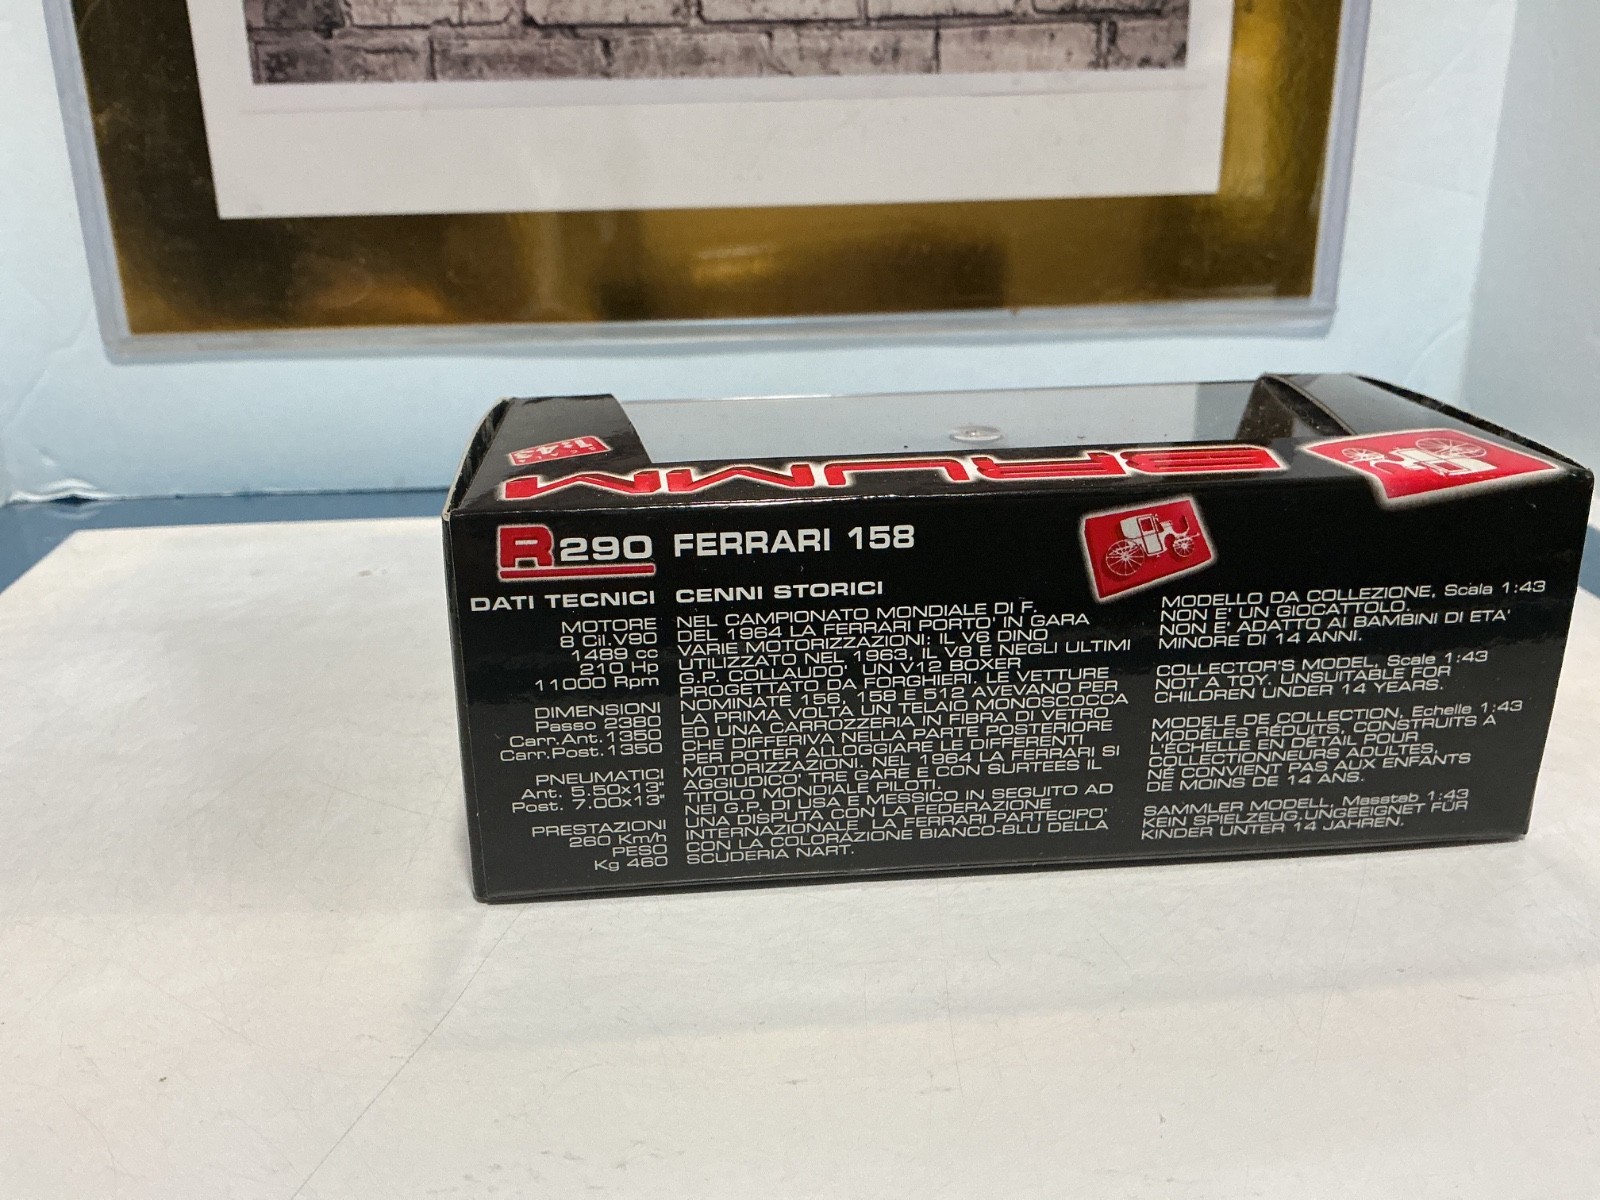 SCALA
1:43
BRUMM
R290 FERRARI 158
DATI TECNICI
MOTORE
8 Cil.V90
1489 cc
210 Hp
11000 Rpm
DIMENSIONI
Passo 2380
Carr.Ant.1350
Carr.Post.1350
PNEUMATICI
Ant. 5.50x13"
Post. 7.00x13"
PRESTAZIONI
260 Km/h
PESO
Kg 460
CENNI STORICI
NEL CAMPIONATO MONDIALE DI F.
DEL 1964 LA FERRARI PORTO' IN GARA
VARIE MOTORIZZAZIONI: IL V6 DINO
UTILIZZATO NEL 1963, IL V8 E NEGLI ULTIMI
G.P. COLLAUDO' UN V12 BOXER
PROGETTATO DA FORGHIERI. LE VETTURE
NOMINATE 156, 158 E 512 AVEVANO PER
LA PRIMA VOLTA UN TELAIO MONOSCOCCA
ED UNA CARROZZERIA IN FIBRA DI VETRO
CHE DIFFERIVA NELLA PARTE POSTERIORE
PER POTER ALLOGGIARE LE DIFFERENTI
MOTORIZZAZIONI. NEL 1964 LA FERRARI SI
AGGIUDICO' TRE GARE E CON SURTEES IL
TITOLO MONDIALE PILOTI.
NEI G.P. DI USA E MESSICO IN SEGUITO AD
UNA DISPUTA CON LA FEDERAZIONE
INTERNAZIONALE LA FERRARI PARTECIPO'
CON LA COLORAZIONE BIANCO-BLU DELLA
SCUDERIA NART.
MODELLO DA COLLEZIONE, Scala 1:43
NON E' UN GIOCATTOLO.
NON E' ADATTO AI BAMBINI DI ETA'
MINORE DI 14 ANNI.
COLLECTOR'S MODEL, Scale 1:43
NOT A TOY. UNSUITABLE FOR
CHILDREN UNDER 14 YEARS.
MODELE DE COLLECTION, Echelle 1:43
MODÈLES RÉDUITS, CONSTRUITS A
L'ÉCHELLE EN DÉTAIL POUR
COLLECTIONNEURS ADULTES,
NÉ CONVIENT PAS AUX ENFANTS
DE MOINS DE 14 ANS.
SAMMLER MODELL, Masstab 1:43
KEIN SPIELZEUG.UNGEEIGNET FÜR
KINDER UNTER 14 JAHREN.